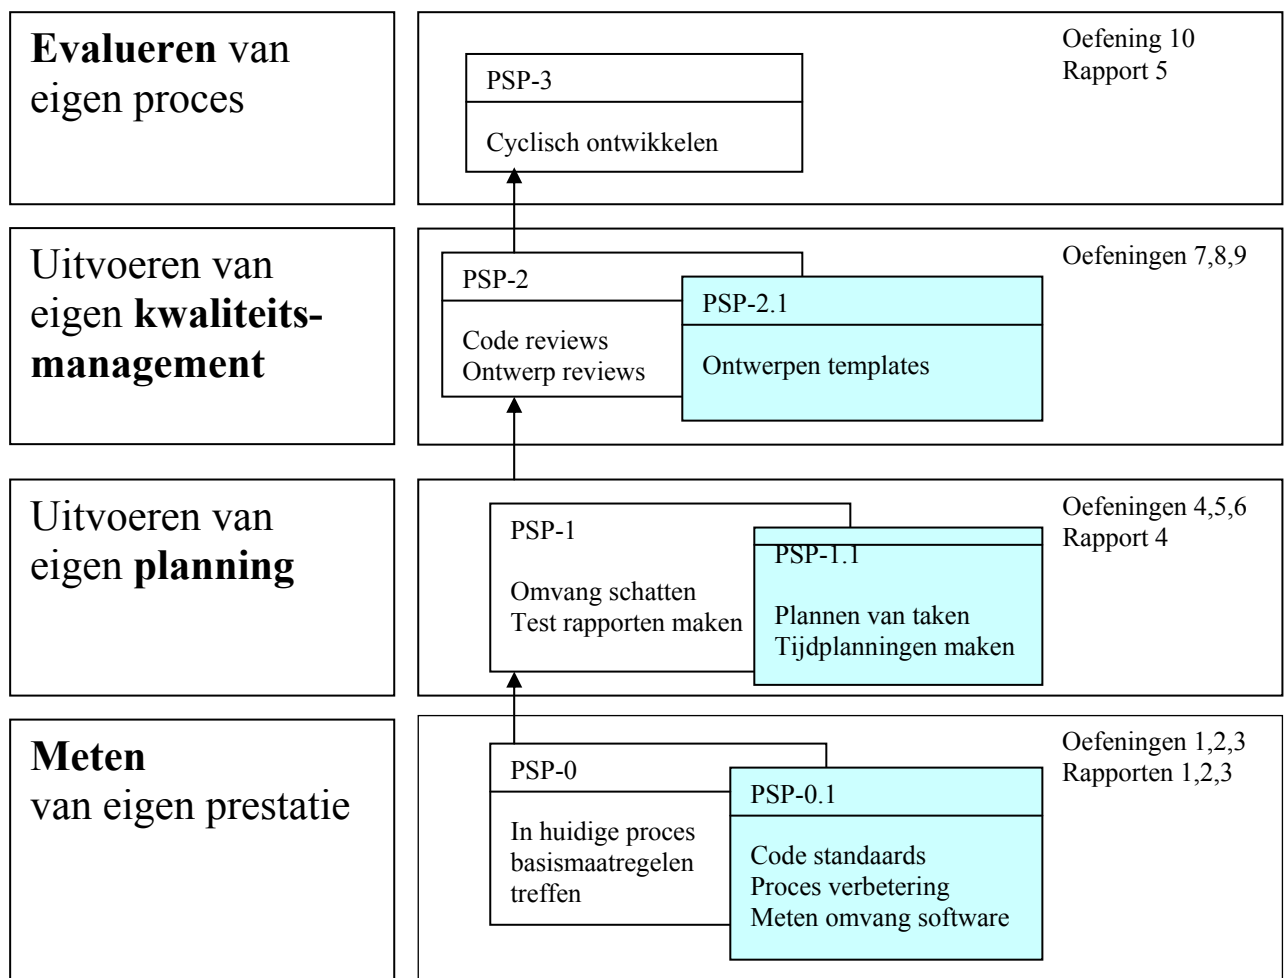 Evalueren van
eigen proces
Oefening 10
Rapport 5
PSP-3
Cyclisch ontwikkelen
Uitvoeren van
eigen kwaliteits-
management
Oefeningen 7,8,9
PSP-2
Code reviews
Ontwerp reviews
PSP-2.1
Ontwerpen templates
Uitvoeren van
eigen planning
Oefeningen 4,5,6
Rapport 4
PSP-1
Omvang schatten
Test rapporten maken
PSP-1.1
Plannen van taken
Tijdplanningen maken
Meten
van eigen prestatie
Oefeningen 1,2,3
Rapporten 1,2,3
PSP-0
In huidige proces
basismaatregelen
treffen
PSP-0.1
Code standaards
Proces verbetering
Meten omvang software